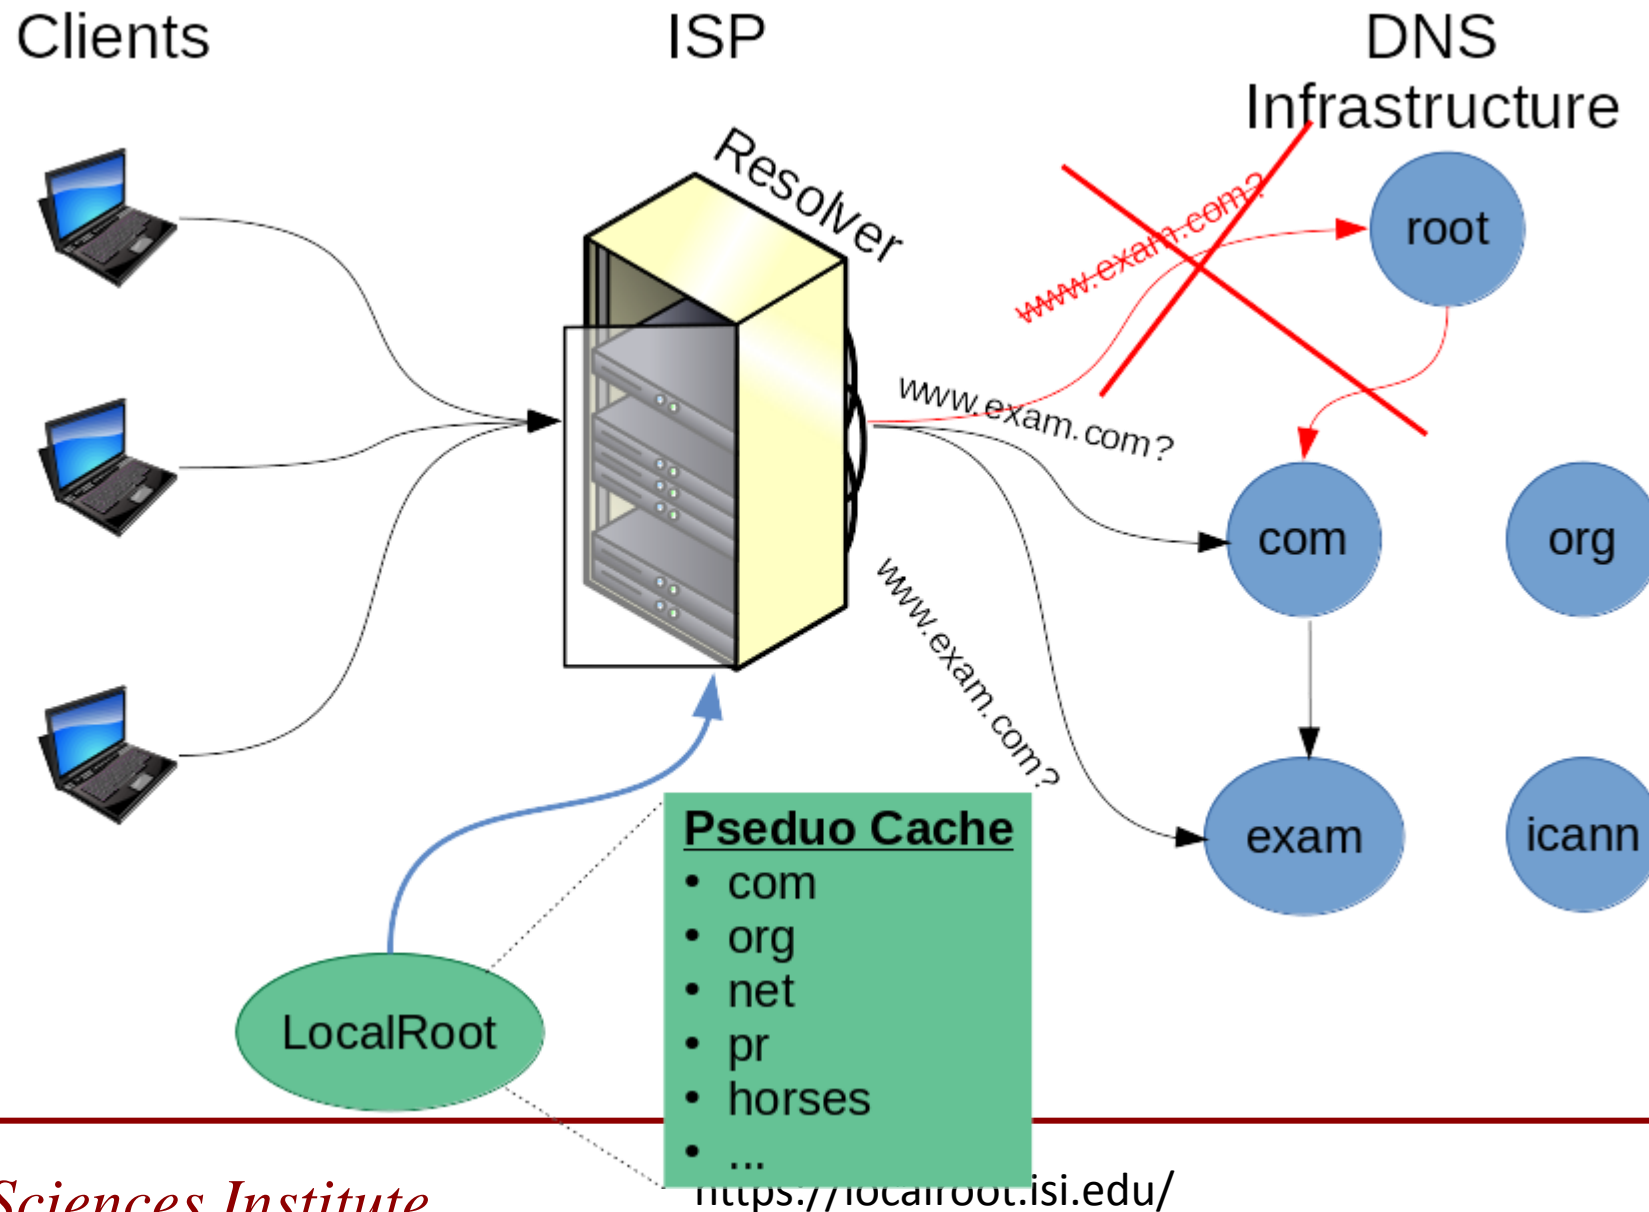 Clients
ISP
DNS
Infrastructure
Resolver
www.exam.com?
root
www.exam.com?
com
org
www.exam.com?
exam
icann
Pseduo Cache
• com
• org
• net
• pr
• horses
• ...
LocalRoot
Sciences Institute
https://localroot.isi.edu/